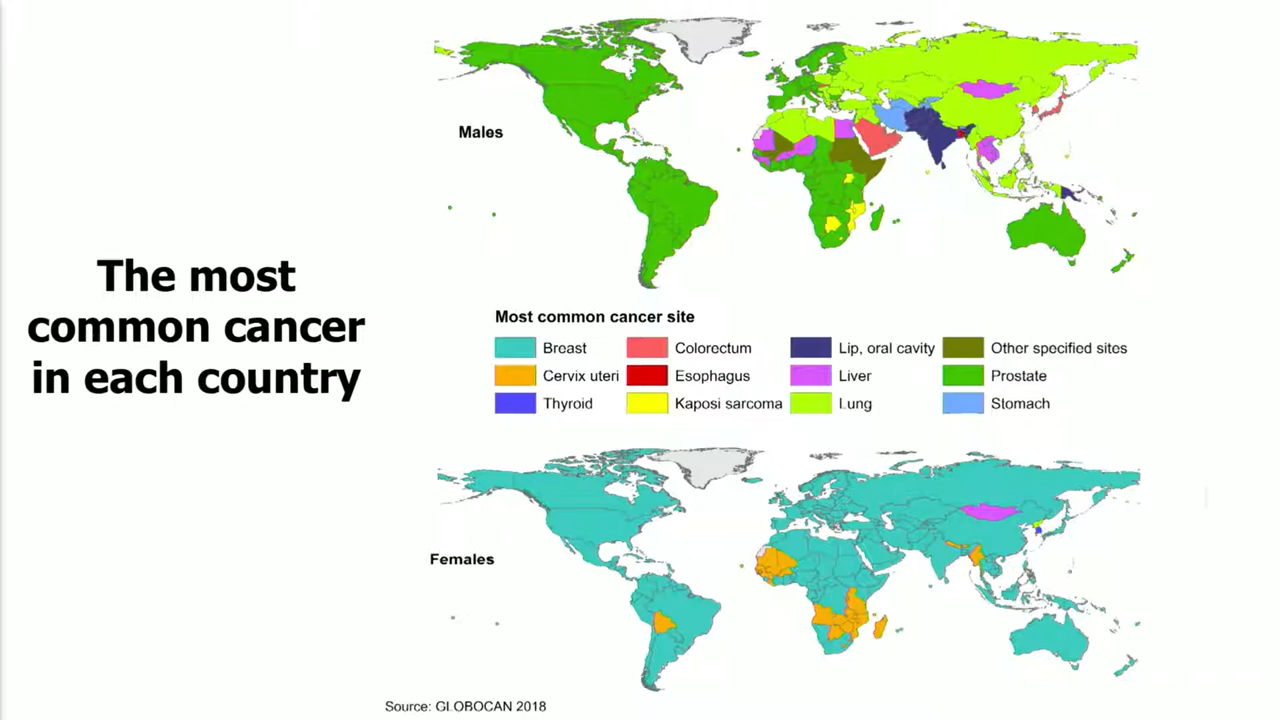 The most
common cancer
in each country
Males
Most common cancer site
Breast
Colorectum
Lip, oral cavity
Other specified sites
Cervix uteri
Esophagus
Liver
Prostate
Thyroid
Kaposi sarcoma
Lung
Stomach
Females
Source: GLOBOCAN 2018